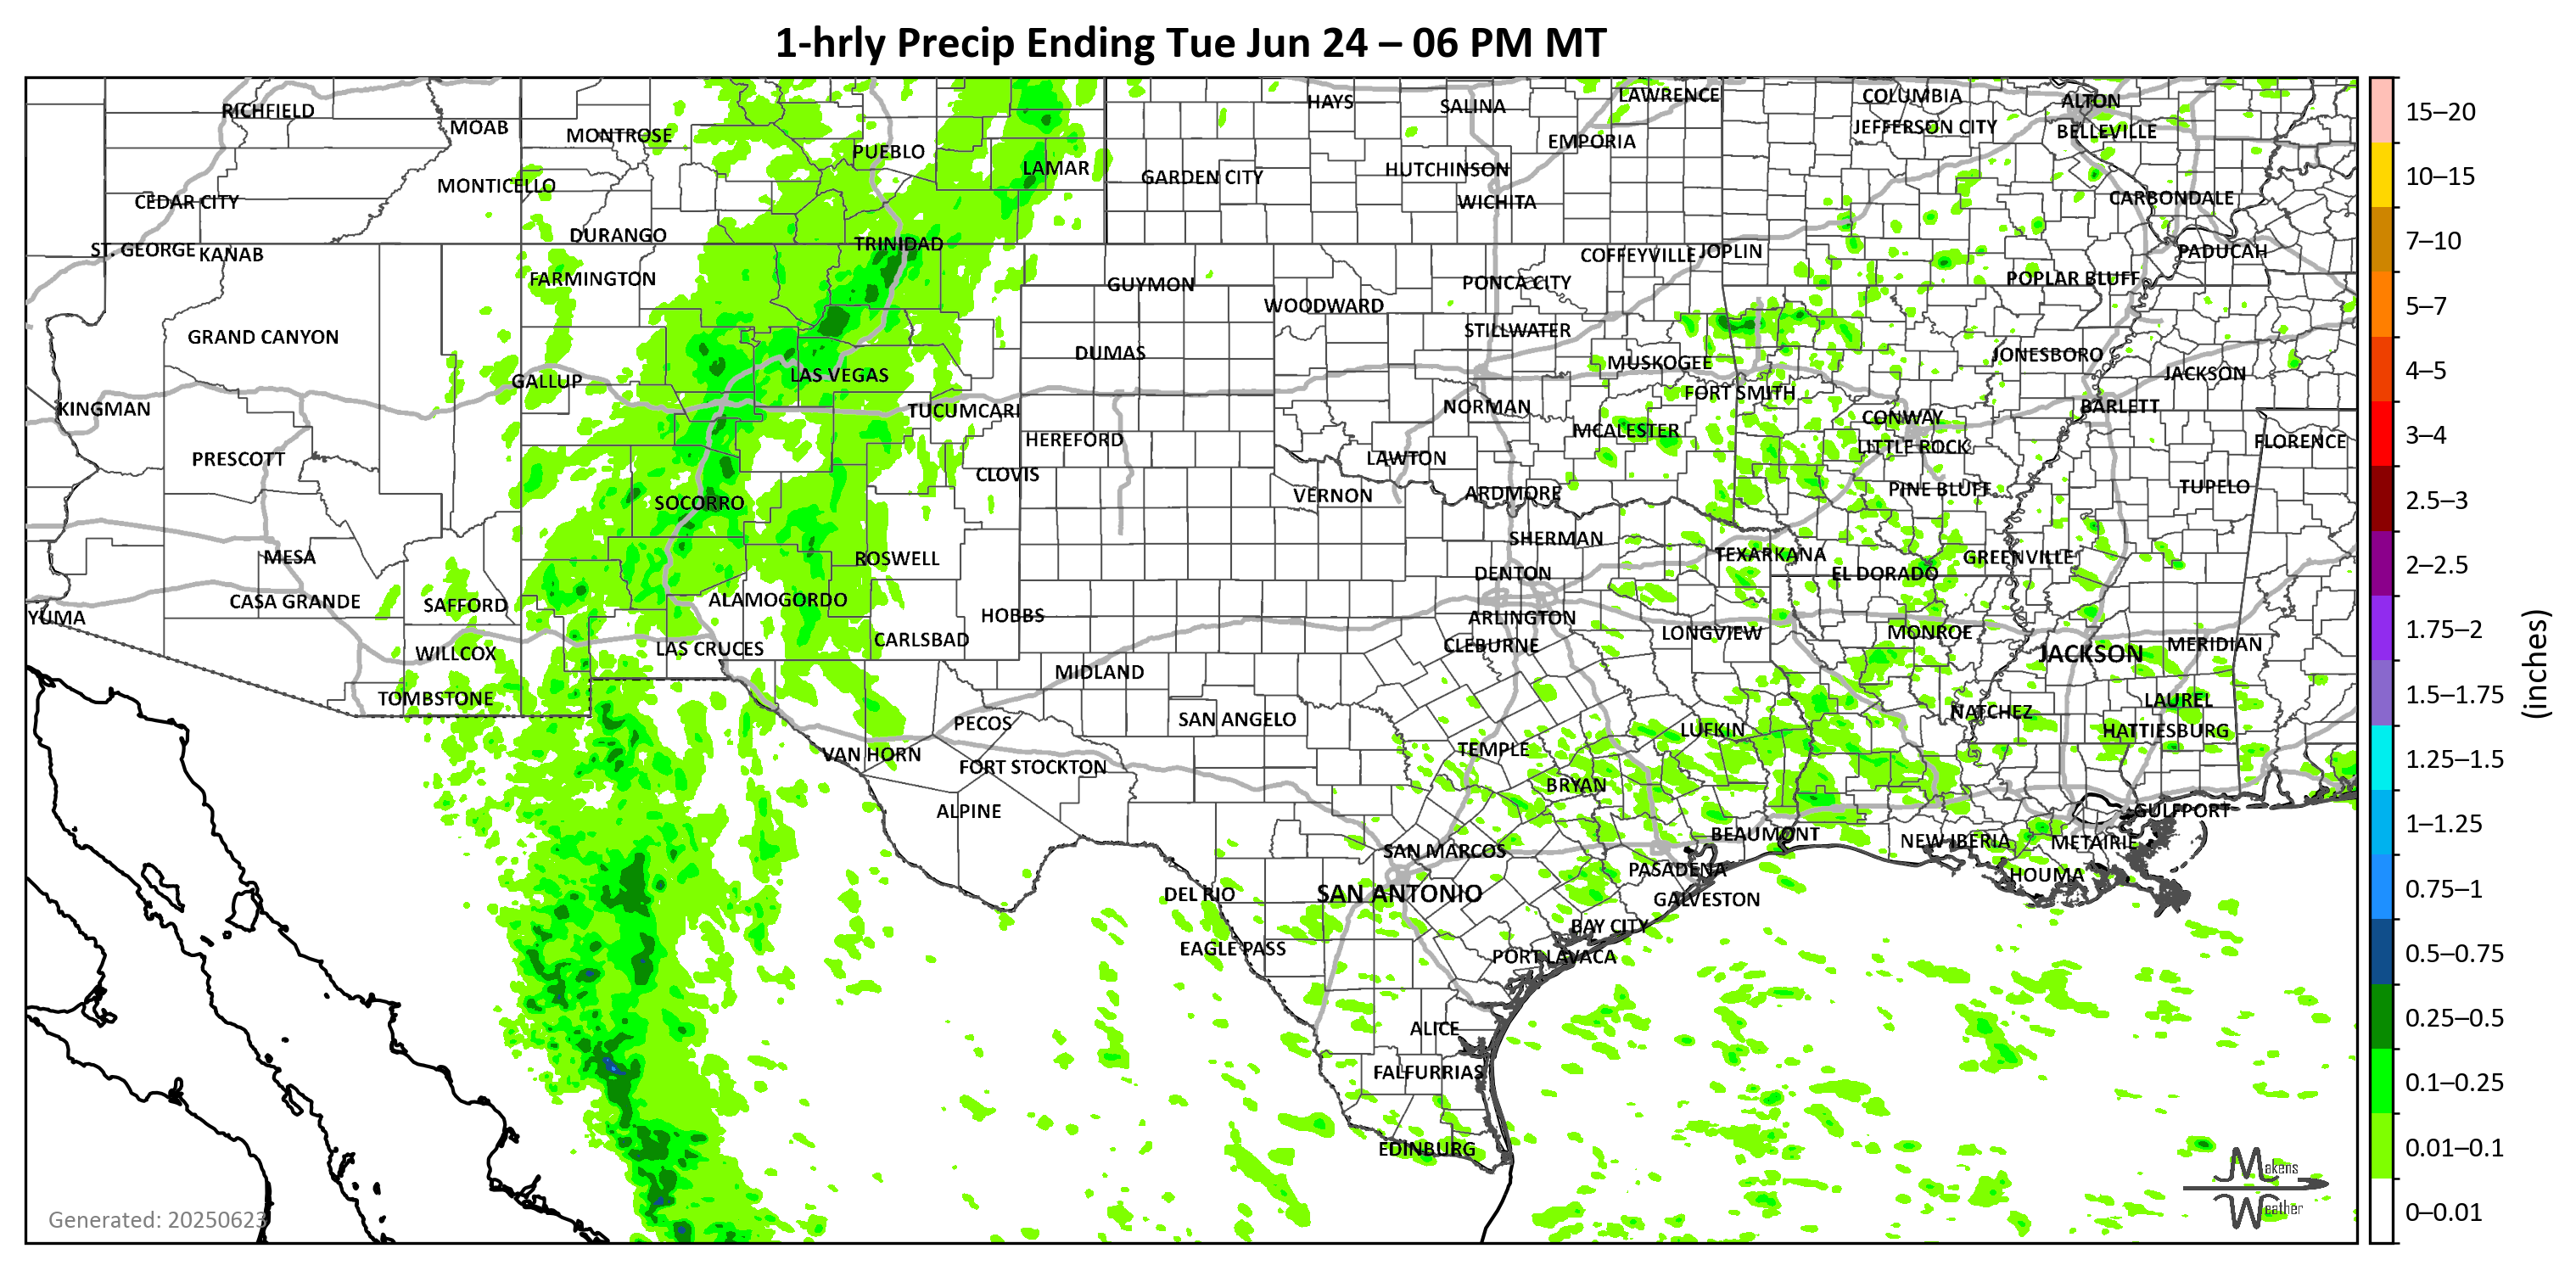 1-hrly Precip Ending Tue Jun 24 – 06 PM MT
RICHFIELD
MOAB
MONTROSE
PUEBLO
LAMAR
HAYS
SALINA
LAWRENCE
COLUMBIA
ALTON
JEFFERSON CITY
BELLEVILLE
EMPORIA
MONTICELLO
GARDEN CITY
HUTCHINSON
CEDAR CITY
WICHITA
CARBONDALE
DURANGO
TRINIDAD
ST. GEORGE
KANAB
COFFEYVILLE
JOPLIN
PADUCAH
FARMINGTON
GUYMON
PONCA CITY
POPLAR BLUFF
WOODWARD
GRAND CANYON
STILLWATER
DUMAS
MUSKOGEE
JONESBORO
GALLUP
LAS VEGAS
FORT SMITH
JACKSON
KINGMAN
TUCUMCARI
NORMAN
CONWAY
BARLETT
HEREFORD
MCALESTER
LITTLE ROCK
FLORENCE
PRESCOTT
CLOVIS
LAWTON
SOCORRO
VERNON
ARDMORE
PINE BLUFF
TUPELO
MESA
ROSWELL
SHERMAN
TEXARKANA
GREENVILLE
DENTON
EL DORADO
YUMA
CASA GRANDE
SAFFORD
ALAMOGORDO
HOBBS
ARLINGTON
WILLCOX
LAS CRUCES
CARLSBAD
CLEBURNE
LONGVIEW
MONROE
JACKSON
MERIDIAN
TOMBSTONE
MIDLAND
LAUREL
PECOS
SAN ANGELO
NATCHEZ
VAN HORN
TEMPLE
LUFKIN
HATTIESBURG
FORT STOCKTON
BRYAN
ALPINE
GULFPORT
BEAUMONT
NEW IBERIA
METAIRIE
SAN MARCOS
PASADENA
HOUMA
DEL RIO
SAN ANTONIO
GALVESTON
BAY CITY
EAGLE PASS
PORT LAVACA
ALICE
FALFURRIAS
EDINBURG
Generated: 20250623
Makens
Weather
15–20
10–15
7–10
5–7
4–5
3–4
2.5–3
2–2.5
1.75–2
1.5–1.75
1.25–1.5
1–1.25
0.75–1
0.5–0.75
0.25–0.5
0.1–0.25
0.01–0.1
0–0.01
(inches)